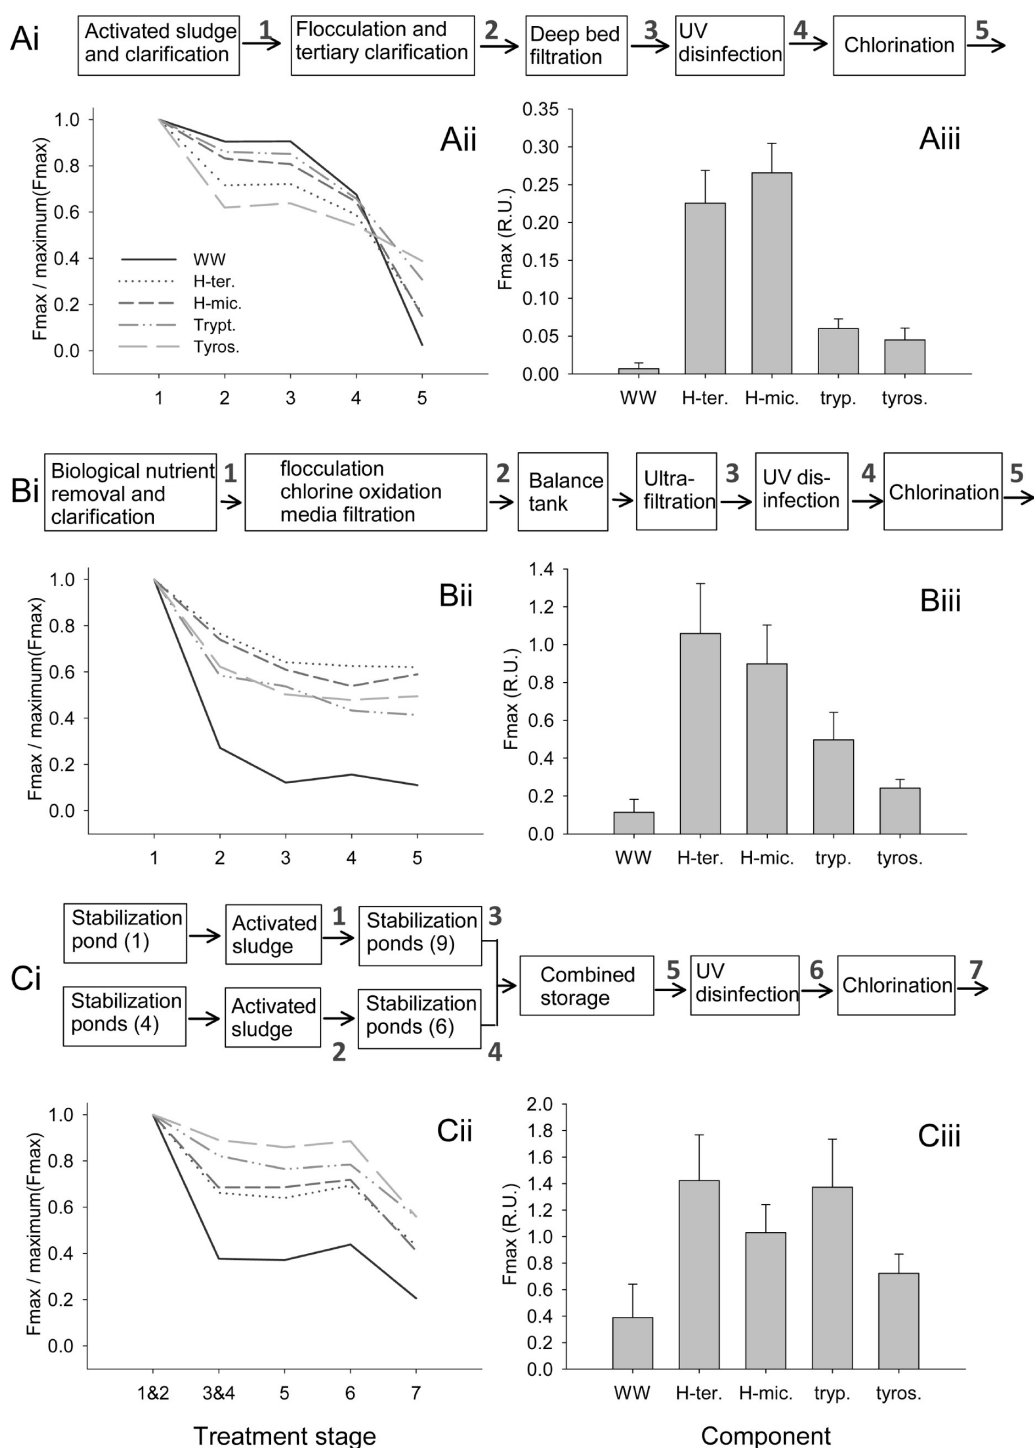 Ai
Activated sludge
and clarification
1
Flocculation and
tertiary clarification
2
Deep bed
filtration
3
UV
disinfection
4
Chlorination
5
Aii
Fmax / maximum(Fmax)
1.0
0.8
0.6
0.4
0.2
0.0
WW
H-ter.
H-mic.
Trypt.
Tyros.
1 2 3 4 5
Aiii
Fmax (R.U.)
0.35
0.30
0.25
0.20
0.15
0.10
0.05
0.00
WW H-ter. H-mic. tryp. tyros.
Bi
Biological nutrient
removal and
clarification
1
flocculation
chlorine oxidation
media filtration
2
Balance
tank
Ultra-
filtration
3
UV dis-
infection
4
Chlorination
5
Bii
Fmax / maximum(Fmax)
1.0
0.8
0.6
0.4
0.2
0.0
1 2 3 4 5
Biii
Fmax (R.U.)
1.4
1.2
1.0
0.8
0.6
0.4
0.2
0.0
WW H-ter. H-mic. tryp. tyros.
Ci
Stabilization
pond (1)
Activated
sludge
1
Stabilization
ponds (9)
3
Stabilization
ponds (4)
Activated
sludge
2
Stabilization
ponds (6)
4
Combined
storage
5
UV
disinfection
6
Chlorination
7
Cii
Fmax / maximum(Fmax)
1.0
0.8
0.6
0.4
0.2
0.0
1&2 3&4 5 6 7
Treatment stage
Ciii
Fmax (R.U.)
2.0
1.8
1.6
1.4
1.2
1.0
0.8
0.6
0.4
0.2
0.0
WW H-ter. H-mic. tryp. tyros.
Component